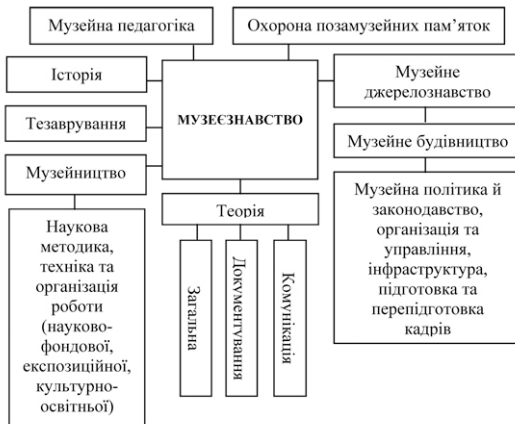 Музейна педагогіка
Охорона позамузейних пам’яток
Історія
Тезаврування
Музейництво
МУЗЕЄЗНАВСТВО
Музейне
джерелознавство
Музейне будівництво
Теорія
Наукова
методика,
техніка та
організація
роботи
(науково-
фондової,
експозиційної,
культурно-
освітньої)
Загальна
Документування
Комунікація
Музейна політика й
законодавство,
організація та
управління,
інфраструктура,
підготовка та
перепідготовка
кадрів